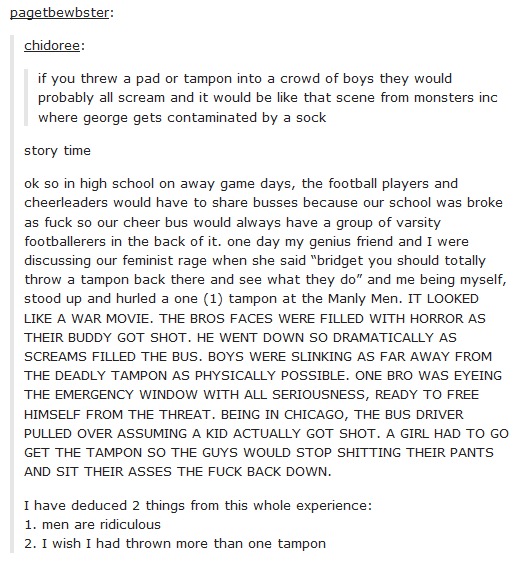 pagetbewbster:
chidoree:
if you threw a pad or tampon into a crowd of boys they would
probably all scream and it would be like that scene from monsters inc
where george gets contaminated by a sock
story time
ok so in high school on away game days, the football players and
cheerleaders would have to share busses because our school was broke
as fuck so our cheer bus would always have a group of varsity
footballerers in the back of it. one day my genius friend and I were
discussing our feminist rage when she said “bridget you should totally
throw a tampon back there and see what they do” and me being myself,
stood up and hurled a one (1) tampon at the Manly Men. IT LOOKED
LIKE A WAR MOVIE. THE BROS FACES WERE FILLED WITH HORROR AS
THEIR BUDDY GOT SHOT. HE WENT DOWN SO DRAMATICALLY AS
SCREAMS FILLED THE BUS. BOYS WERE SLINKING AS FAR AWAY FROM
THE DEADLY TAMPON AS PHYSICALLY POSSIBLE. ONE BRO WAS EYEING
THE EMERGENCY WINDOW WITH ALL SERIOUSNESS, READY TO FREE
HIMSELF FROM THE THREAT. BEING IN CHICAGO, THE BUS DRIVER
PULLED OVER ASSUMING A KID ACTUALLY GOT SHOT. A GIRL HAD TO GO
GET THE TAMPON SO THE GUYS WOULD STOP SHITTING THEIR PANTS
AND SIT THEIR ASSES THE FUCK BACK DOWN.
I have deduced 2 things from this whole experience:
1. men are ridiculous
2. I wish I had thrown more than one tampon